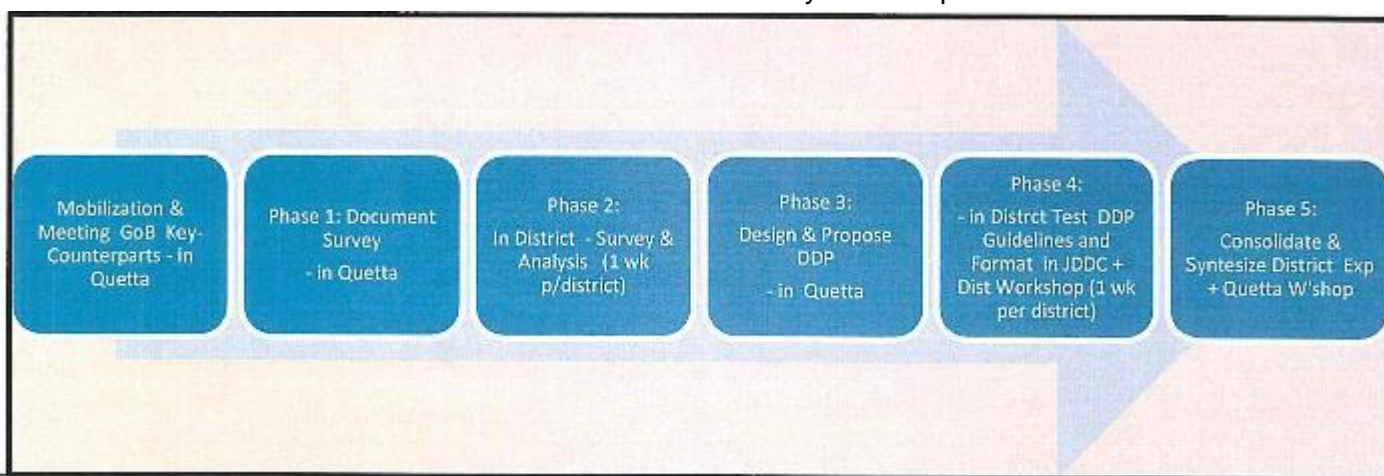 Mobilization &
Meeting GoB Key-
Counterparts - in
Quetta
Phase 1: Document
Survey
- in Quetta
Phase 2:
In District - Survey &
Analysis (1 wk
p/district)
Phase 3:
Design & Propose
DDP
- in Quetta
Phase 4:
- in Distrct Test DDP
Guidelines and
Format in JDDC +
Dist Workshop (1 wk
per district)
Phase 5:
Consolidate &
Syntesize District Exp
+ Quetta W'shop